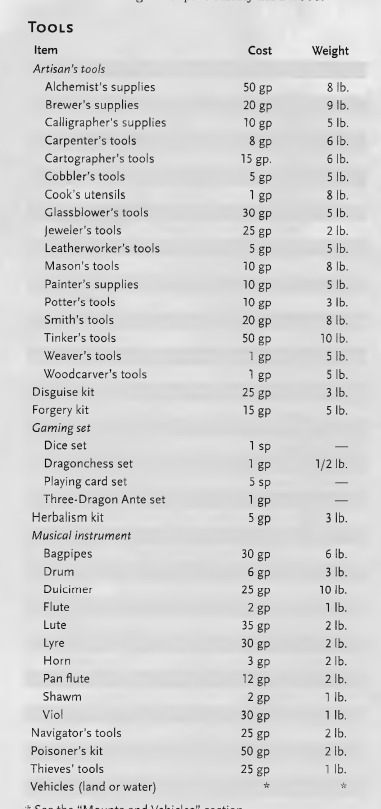 TOOLS
Item Cost Weight
Artisan's tools
Alchemist's supplies 50 gp 8 lb.
Brewer's supplies 20 gp 9 lb.
Calligrapher's supplies 10 gp 5 lb.
Carpenter's tools 8 gp 6 lb.
Cartographer's tools 15 gp. 6 lb.
Cobbler's tools 5 gp 5 lb.
Cook's utensils 1 gp 8 lb.
Glassblower's tools 30 gp 5 lb.
Jeweler's tools 25 gp 2 lb.
Leatherworker's tools 5 gp 5 lb.
Mason's tools 10 gp 8 lb.
Painter's supplies 10 gp 5 lb.
Potter's tools 10 gp 3 lb.
Smith's tools 20 gp 8 lb.
Tinker's tools 50 gp 10 lb.
Weaver's tools 1 gp 5 lb.
Woodcarver's tools 1 gp 5 lb.
Disguise kit 25 gp 3 lb.
Forgery kit 15 gp 5 lb.
Gaming set
Dice set 1 sp —
Dragonchess set 1 gp 1/2 lb.
Playing card set 5 sp —
Three-Dragon Ante set 1 gp —
Herbalism kit 5 gp 3 lb.
Musical instrument
Bagpipes 30 gp 6 lb.
Drum 6 gp 3 lb.
Dulcimer 25 gp 10 lb.
Flute 2 gp 1 lb.
Lute 35 gp 2 lb.
Lyre 30 gp 2 lb.
Horn 3 gp 2 lb.
Pan flute 12 gp 2 lb.
Shawm 2 gp 1 lb.
Viol 30 gp 1 lb.
Navigator's tools 25 gp 2 lb.
Poisoner's kit 50 gp 2 lb.
Thieves' tools 25 gp 1 lb.
Vehicles (land or water) * *
* See the "Mounts and Vehicles" section